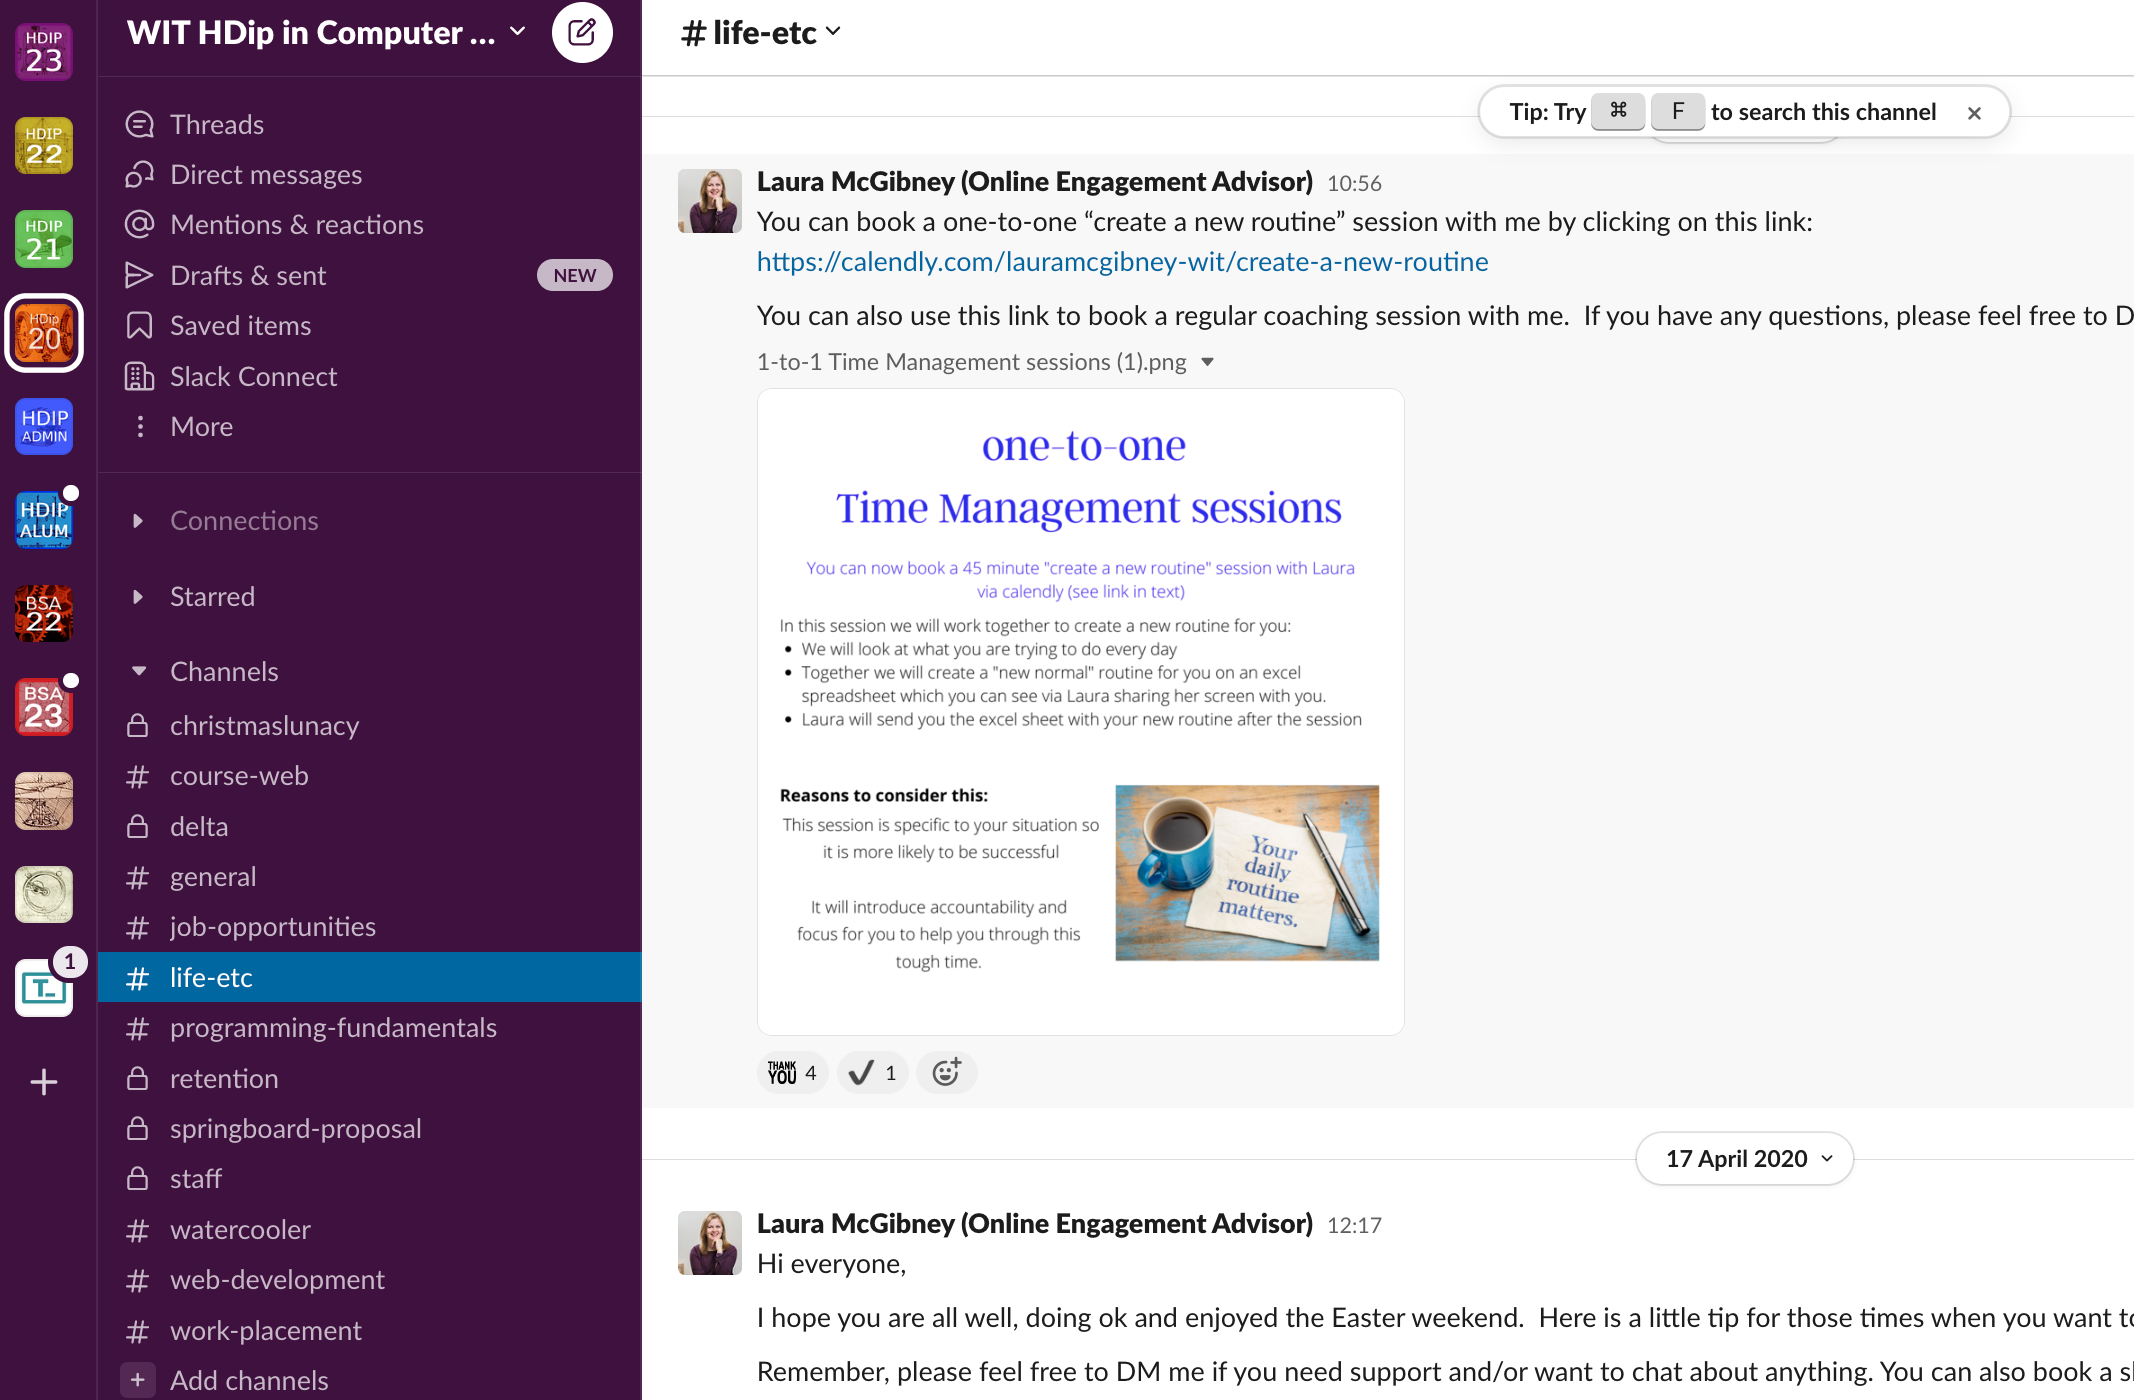 HDIP
23
HDIP
22
HDIP
21
HDip
20
HDIP
ADMIN
HDIP
ALUM
BSA
22
BSA
23
1
T_
WIT HDip in Computer ...
Threads
Direct messages
Mentions & reactions
Drafts & sent NEW
Saved items
Slack Connect
More
Connections
Starred
Channels
christmaslunacy
# course-web
delta
# general
# job-opportunities
# life-etc
# programming-fundamentals
retention
springboard-proposal
staff
# watercooler
# web-development
# work-placement
+ Add channels
# life-etc
Tip: Try ⌘ F to search this channel ×
Laura McGibney (Online Engagement Advisor) 10:56
You can book a one-to-one “create a new routine” session with me by clicking on this link:
https://calendly.com/lauramcgibney-wit/create-a-new-routine
You can also use this link to book a regular coaching session with me. If you have any questions, please feel free to D
1-to-1 Time Management sessions (1).png
one-to-one
Time Management sessions
You can now book a 45 minute "create a new routine" session with Laura
via calendly (see link in text)
In this session we will work together to create a new routine for you:
• We will look at what you are trying to do every day
• Together we will create a "new normal" routine for you on an excel
spreadsheet which you can see via Laura sharing her screen with you.
• Laura will send you the excel sheet with your new routine after the session
Reasons to consider this:
This session is specific to your situation so
it is more likely to be successful
It will introduce accountability and
focus for you to help you through this
tough time.
Your
daily
routine
matters.
THANK
YOU 4 1
17 April 2020
Laura McGibney (Online Engagement Advisor) 12:17
Hi everyone,
I hope you are all well, doing ok and enjoyed the Easter weekend. Here is a little tip for those times when you want to
Remember, please feel free to DM me if you need support and/or want to chat about anything. You can also book a